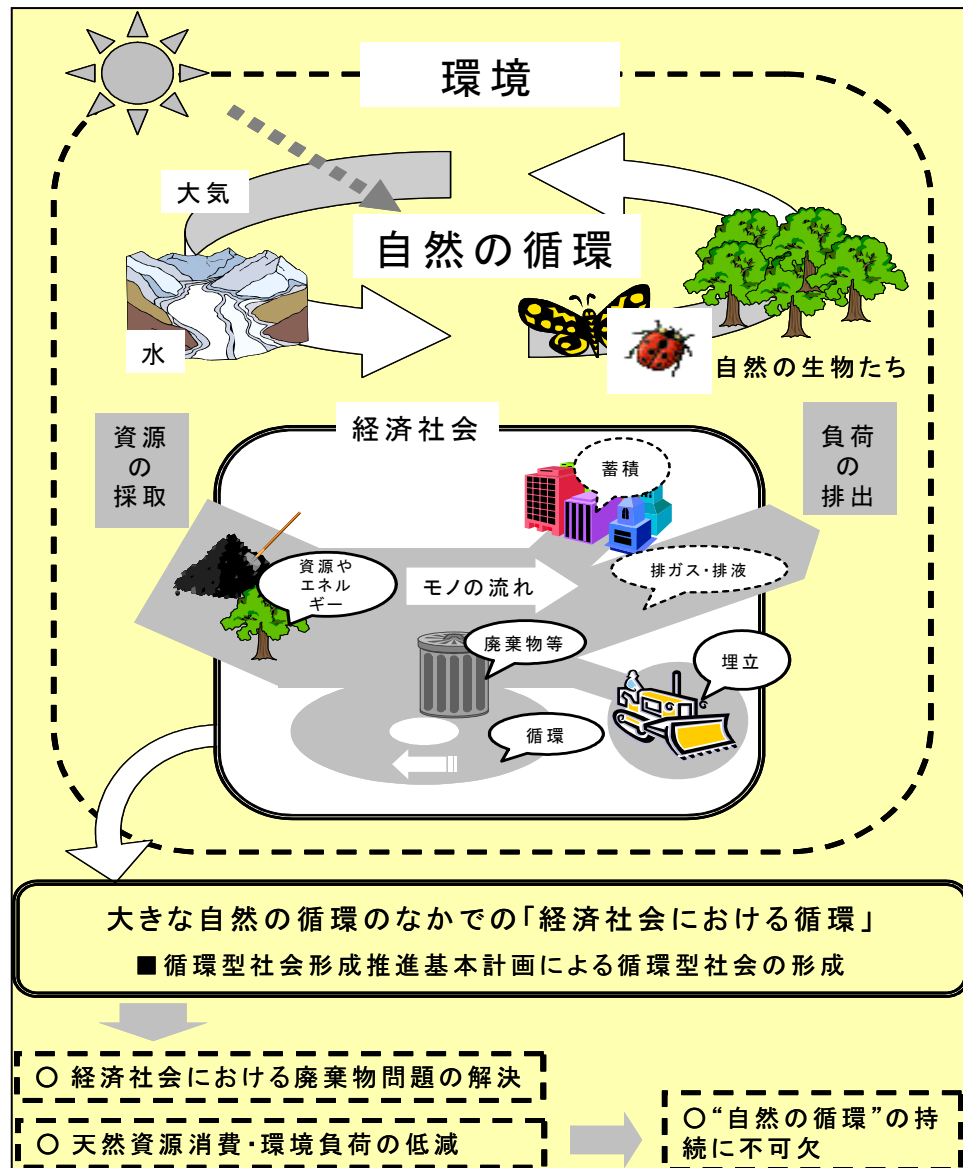 環境
大気
自然の循環
水
自然の生物たち
経済社会
資源
の
採取
負荷
の
排出
蓄積
資源や
エネル
ギー
モノの流れ
排ガス・排液
廃棄物等
埋立
循環
大きな自然の循環のなかでの「経済社会における循環」
■循環型社会形成推進基本計画による循環型社会の形成
○ 経済社会における廃棄物問題の解決
○ 天然資源消費・環境負荷の低減
○“自然の循環”の持
続に不可欠